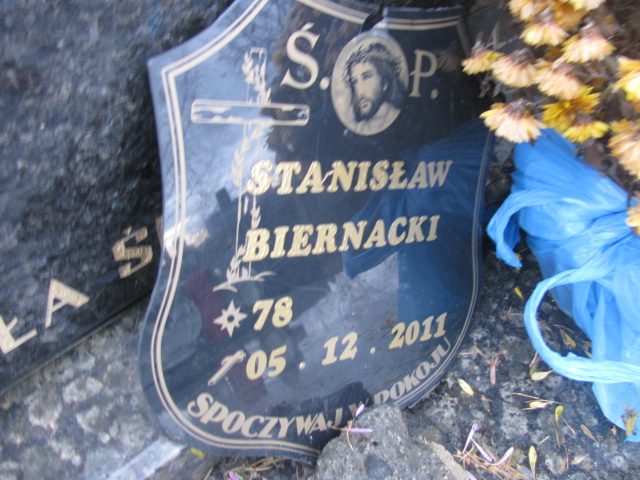 Ś. P.
STANISŁAW
BIERNACKI
78
05.12.2011
SPOCZYWAJ W POKOJU